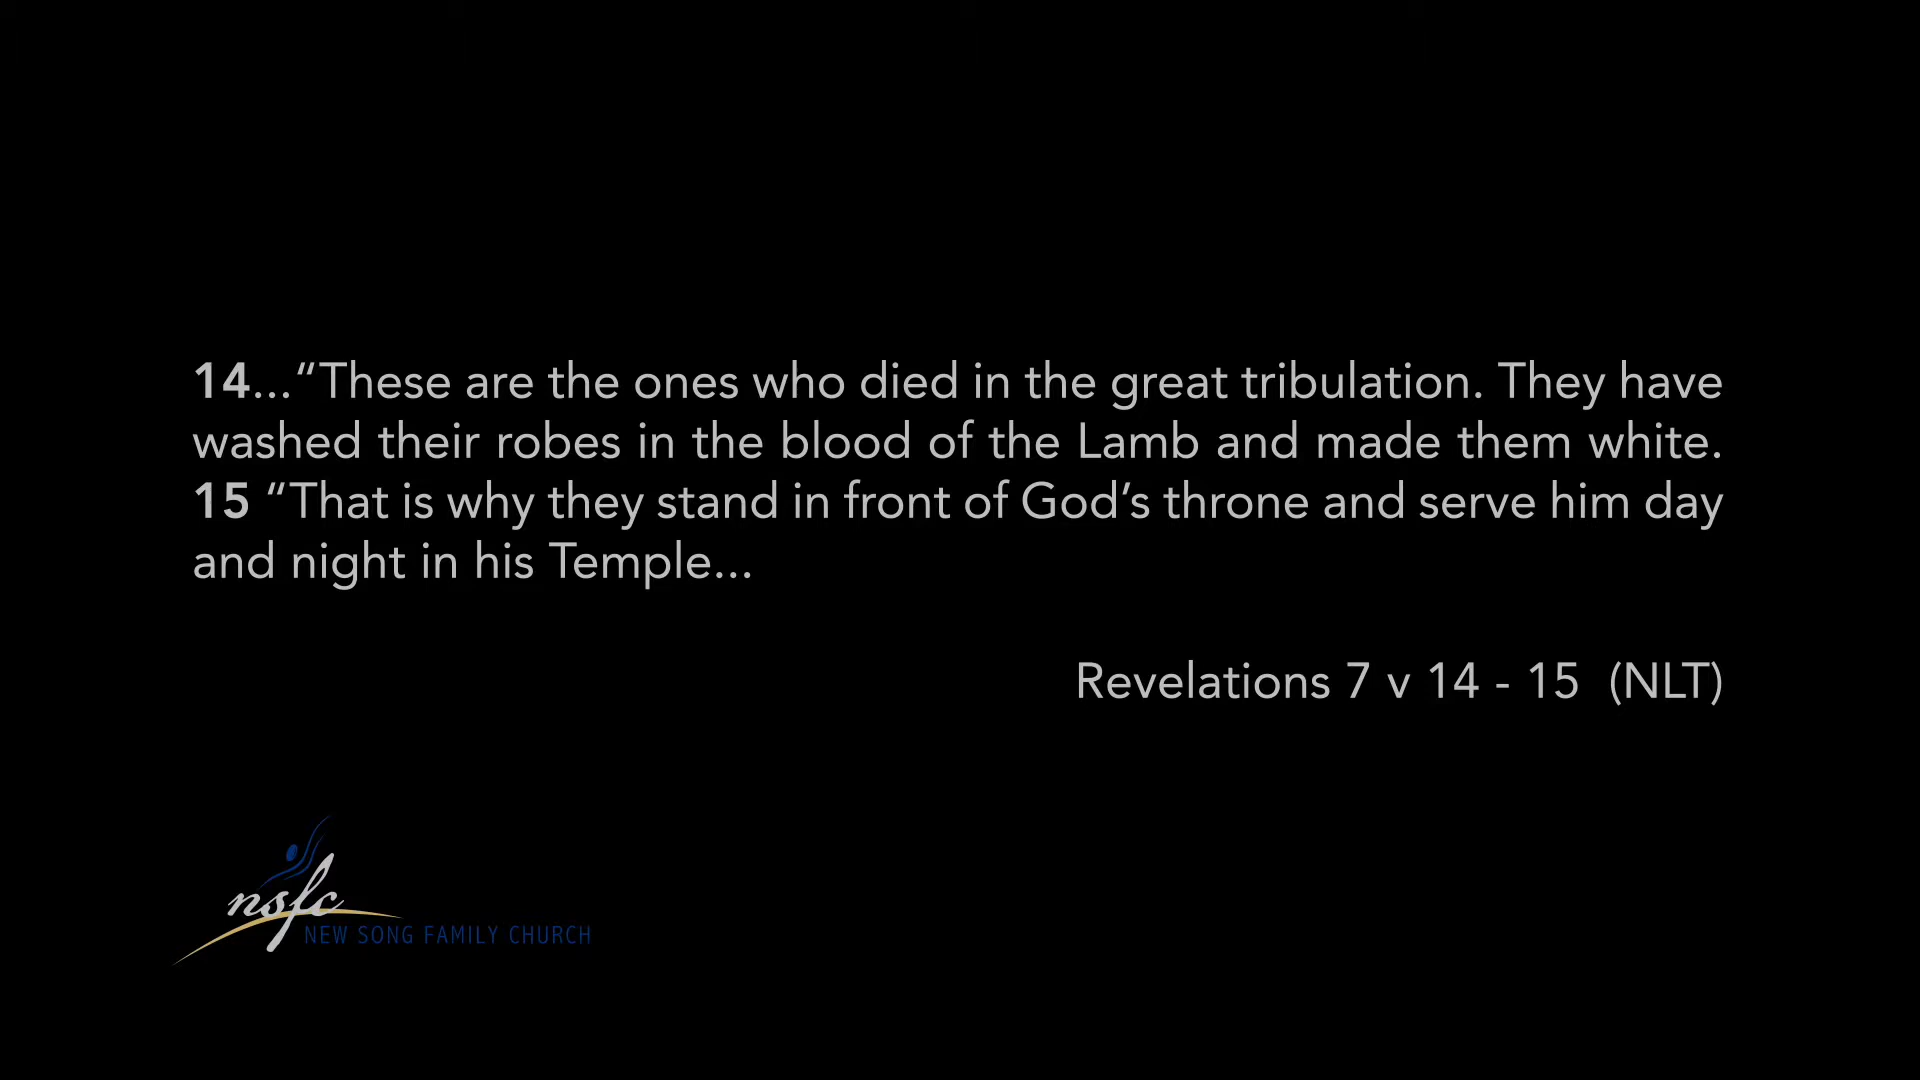 14...“These are the ones who died in the great tribulation. They have
washed their robes in the blood of the Lamb and made them white.
15 “That is why they stand in front of God’s throne and serve him day
and night in his Temple...
Revelations 7 v 14 - 15  (NLT)
nsfc
NEW SONG FAMILY CHURCH